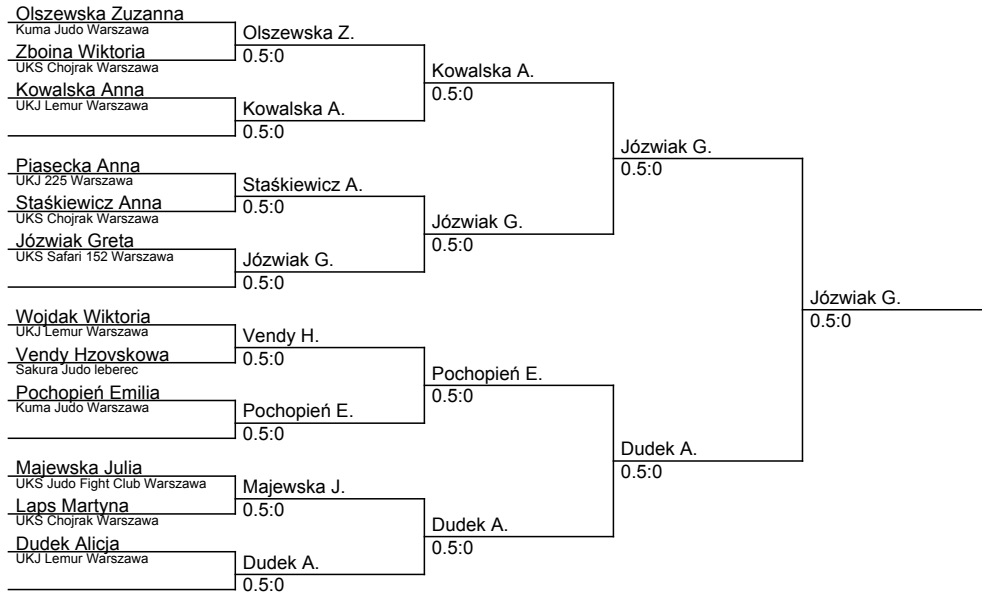 Olszewska Zuzanna
Kuma Judo Warszawa
Zboina Wiktoria
UKS Chojrak Warszawa
Kowalska Anna
UKJ Lemur Warszawa
Piasecka Anna
UKJ 225 Warszawa
Staśkiewicz Anna
UKS Chojrak Warszawa
Józwiak Greta
UKS Safari 152 Warszawa
Wojdak Wiktoria
UKJ Lemur Warszawa
Vendy Hzovskowa
Sakura Judo leberec
Pochopień Emilia
Kuma Judo Warszawa
Majewska Julia
UKS Judo Fight Club Warszawa
Laps Martyna
UKS Chojrak Warszawa
Dudek Alicja
UKJ Lemur Warszawa
Olszewska Z.
0.5:0
Kowalska A.
0.5:0
Staśkiewicz A.
0.5:0
Józwiak G.
0.5:0
Vendy H.
0.5:0
Pochopień E.
0.5:0
Majewska J.
0.5:0
Dudek A.
0.5:0
Kowalska A.
0.5:0
Józwiak G.
0.5:0
Pochopień E.
0.5:0
Dudek A.
0.5:0
Józwiak G.
0.5:0
Dudek A.
0.5:0
Józwiak G.
0.5:0